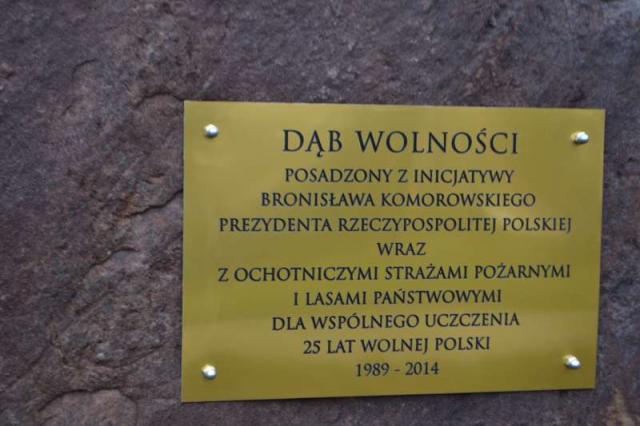 DĄB WOLNOŚCI
POSADZONY Z INICJATYWY
BRONISŁAWA KOMOROWSKIEGO
PREZYDENTA RZECZYPOSPOLITEJ POLSKIEJ
WRAZ
Z OCHOTNICZYMI STRAŻAMI POŻARNYMI
I LASAMI PAŃSTWOWYMI
DLA WSPÓLNEGO UCZCZENIA
25 LAT WOLNEJ POLSKI
1989 - 2014